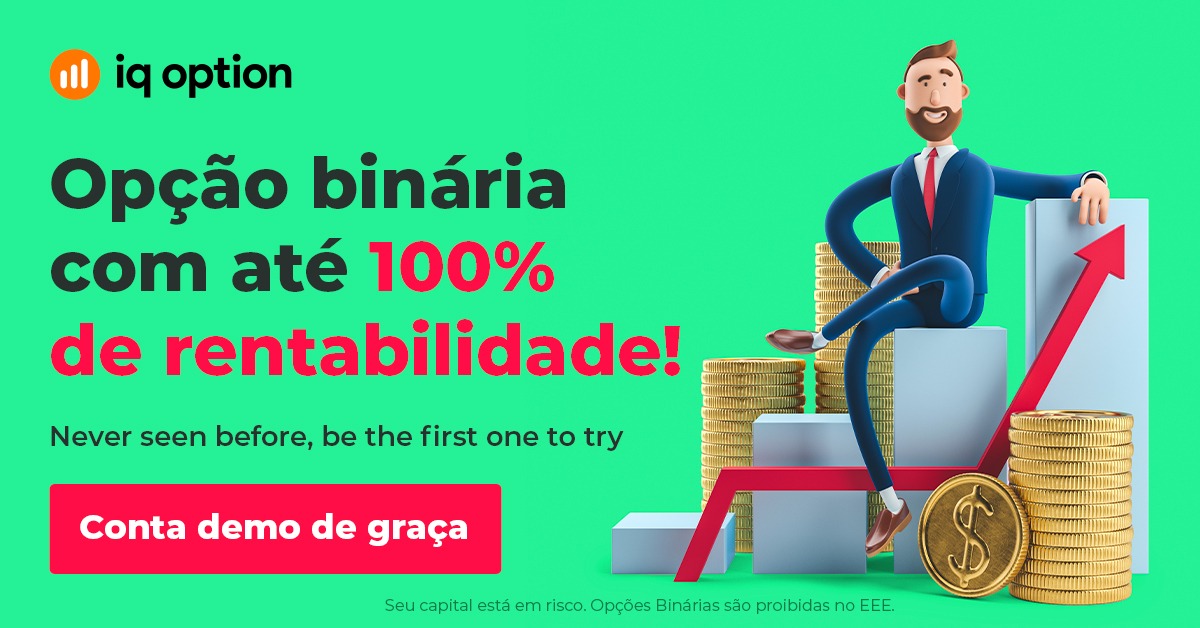 iq option
Opção binária
com até 100%
de rentabilidade!
Never seen before, be the first one to try
Conta demo de graça
$
Seu capital está em risco. Opções Binárias são proibidas no EEE.